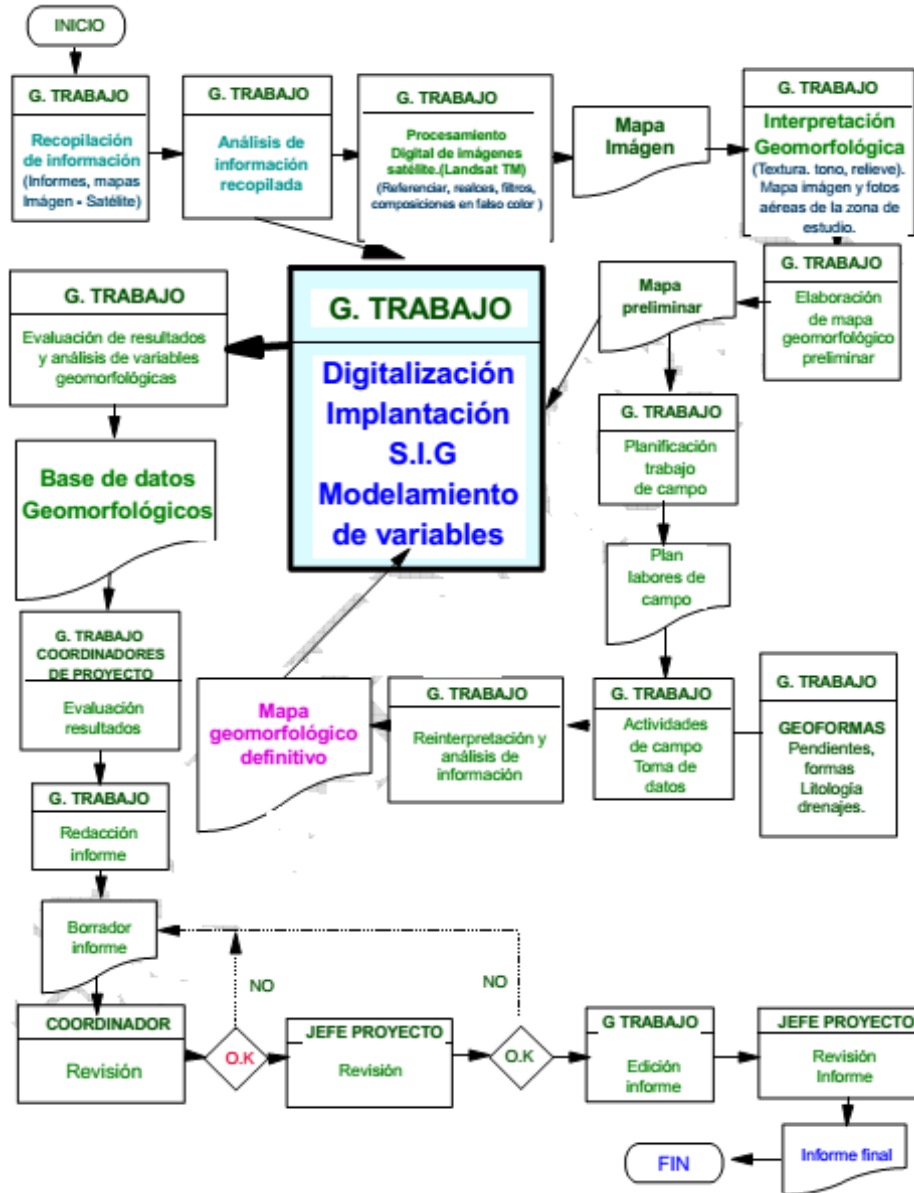 INICIO
G. TRABAJO
Recopilación
de información
(Informes, mapas
Imágen - Satélite)
G. TRABAJO
Análisis de
información
recopilada
G. TRABAJO
Procesamiento
Digital de imágenes
satélite.(Landsat TM)
(Referenciar, realces, filtros,
composiciones en falso color )
Mapa
Imágen
G. TRABAJO
Interpretación
Geomorfológica
(Textura. tono, relieve).
Mapa imágen y fotos
aéreas de la zona de
estudio.
G. TRABAJO
Elaboración
de mapa
geomorfológico
preliminar
Mapa
preliminar
G. TRABAJO
Digitalización
Implantación
S.I.G
Modelamiento
de variables
G. TRABAJO
Evaluación de resultados
y análisis de variables
geomorfológicas
Base de datos
Geomorfológicos
G. TRABAJO
Planificación
trabajo
de campo
Plan
labores de
campo
G. TRABAJO
Actividades
de campo
Toma de
datos
G. TRABAJO
GEOFORMAS
Pendientes,
formas
Litología
drenajes.
G. TRABAJO
Reinterpretación y
análisis de
información
Mapa
geomorfológico
definitivo
G. TRABAJO
COORDINADORES
DE PROYECTO
Evaluación
resultados
G. TRABAJO
Redacción
informe
Borrador
informe
NO
NO
COORDINADOR
Revisión
O.K
JEFE PROYECTO
Revisión
O.K
G TRABAJO
Edición
informe
JEFE PROYECTO
Revisión
Informe
Informe final
FIN